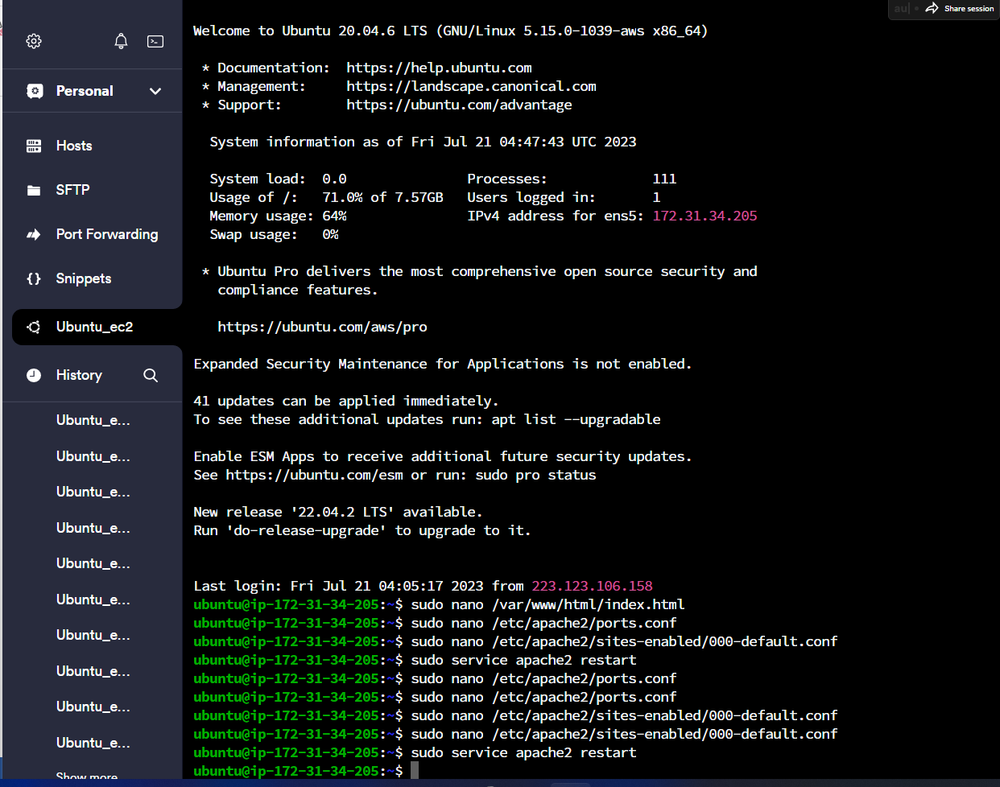 au
Share session
Personal
Hosts
SFTP
Port Forwarding
Snippets
Ubuntu_ec2
History
Ubuntu_e...
Ubuntu_e...
Ubuntu_e...
Ubuntu_e...
Ubuntu_e...
Ubuntu_e...
Ubuntu_e...
Ubuntu_e...
Ubuntu_e...
Ubuntu_e...
Show more
Welcome to Ubuntu 20.04.6 LTS (GNU/Linux 5.15.0-1039-aws x86_64)
* Documentation: https://help.ubuntu.com
* Management: https://landscape.canonical.com
* Support: https://ubuntu.com/advantage
System information as of Fri Jul 21 04:47:43 UTC 2023
System load: 0.0 Processes: 111
Usage of /: 71.0% of 7.57GB Users logged in: 1
Memory usage: 64% IPv4 address for ens5: 172.31.34.205
Swap usage: 0%
* Ubuntu Pro delivers the most comprehensive open source security and
compliance features.
https://ubuntu.com/aws/pro
Expanded Security Maintenance for Applications is not enabled.
41 updates can be applied immediately.
To see these additional updates run: apt list --upgradable
Enable ESM Apps to receive additional future security updates.
See https://ubuntu.com/esm or run: sudo pro status
New release '22.04.2 LTS' available.
Run 'do-release-upgrade' to upgrade to it.
Last login: Fri Jul 21 04:05:17 2023 from 223.123.106.158
ubuntu@ip-172-31-34-205:~$ sudo nano /var/www/html/index.html
ubuntu@ip-172-31-34-205:~$ sudo nano /etc/apache2/ports.conf
ubuntu@ip-172-31-34-205:~$ sudo nano /etc/apache2/sites-enabled/000-default.conf
ubuntu@ip-172-31-34-205:~$ sudo service apache2 restart
ubuntu@ip-172-31-34-205:~$ sudo nano /etc/apache2/ports.conf
ubuntu@ip-172-31-34-205:~$ sudo nano /etc/apache2/ports.conf
ubuntu@ip-172-31-34-205:~$ sudo nano /etc/apache2/sites-enabled/000-default.conf
ubuntu@ip-172-31-34-205:~$ sudo nano /etc/apache2/sites-enabled/000-default.conf
ubuntu@ip-172-31-34-205:~$ sudo service apache2 restart
ubuntu@ip-172-31-34-205:~$